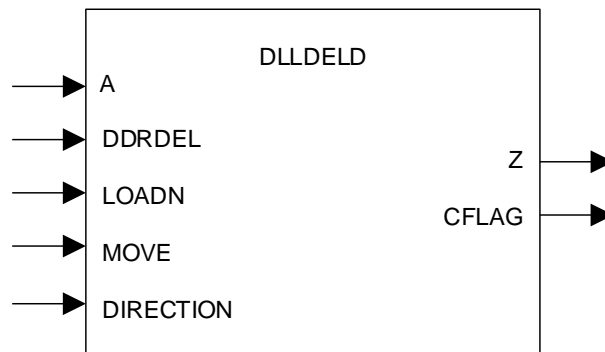 DLLDELD
A
DDRDEL
LOADN
MOVE
DIRECTION
Z
CFLAG